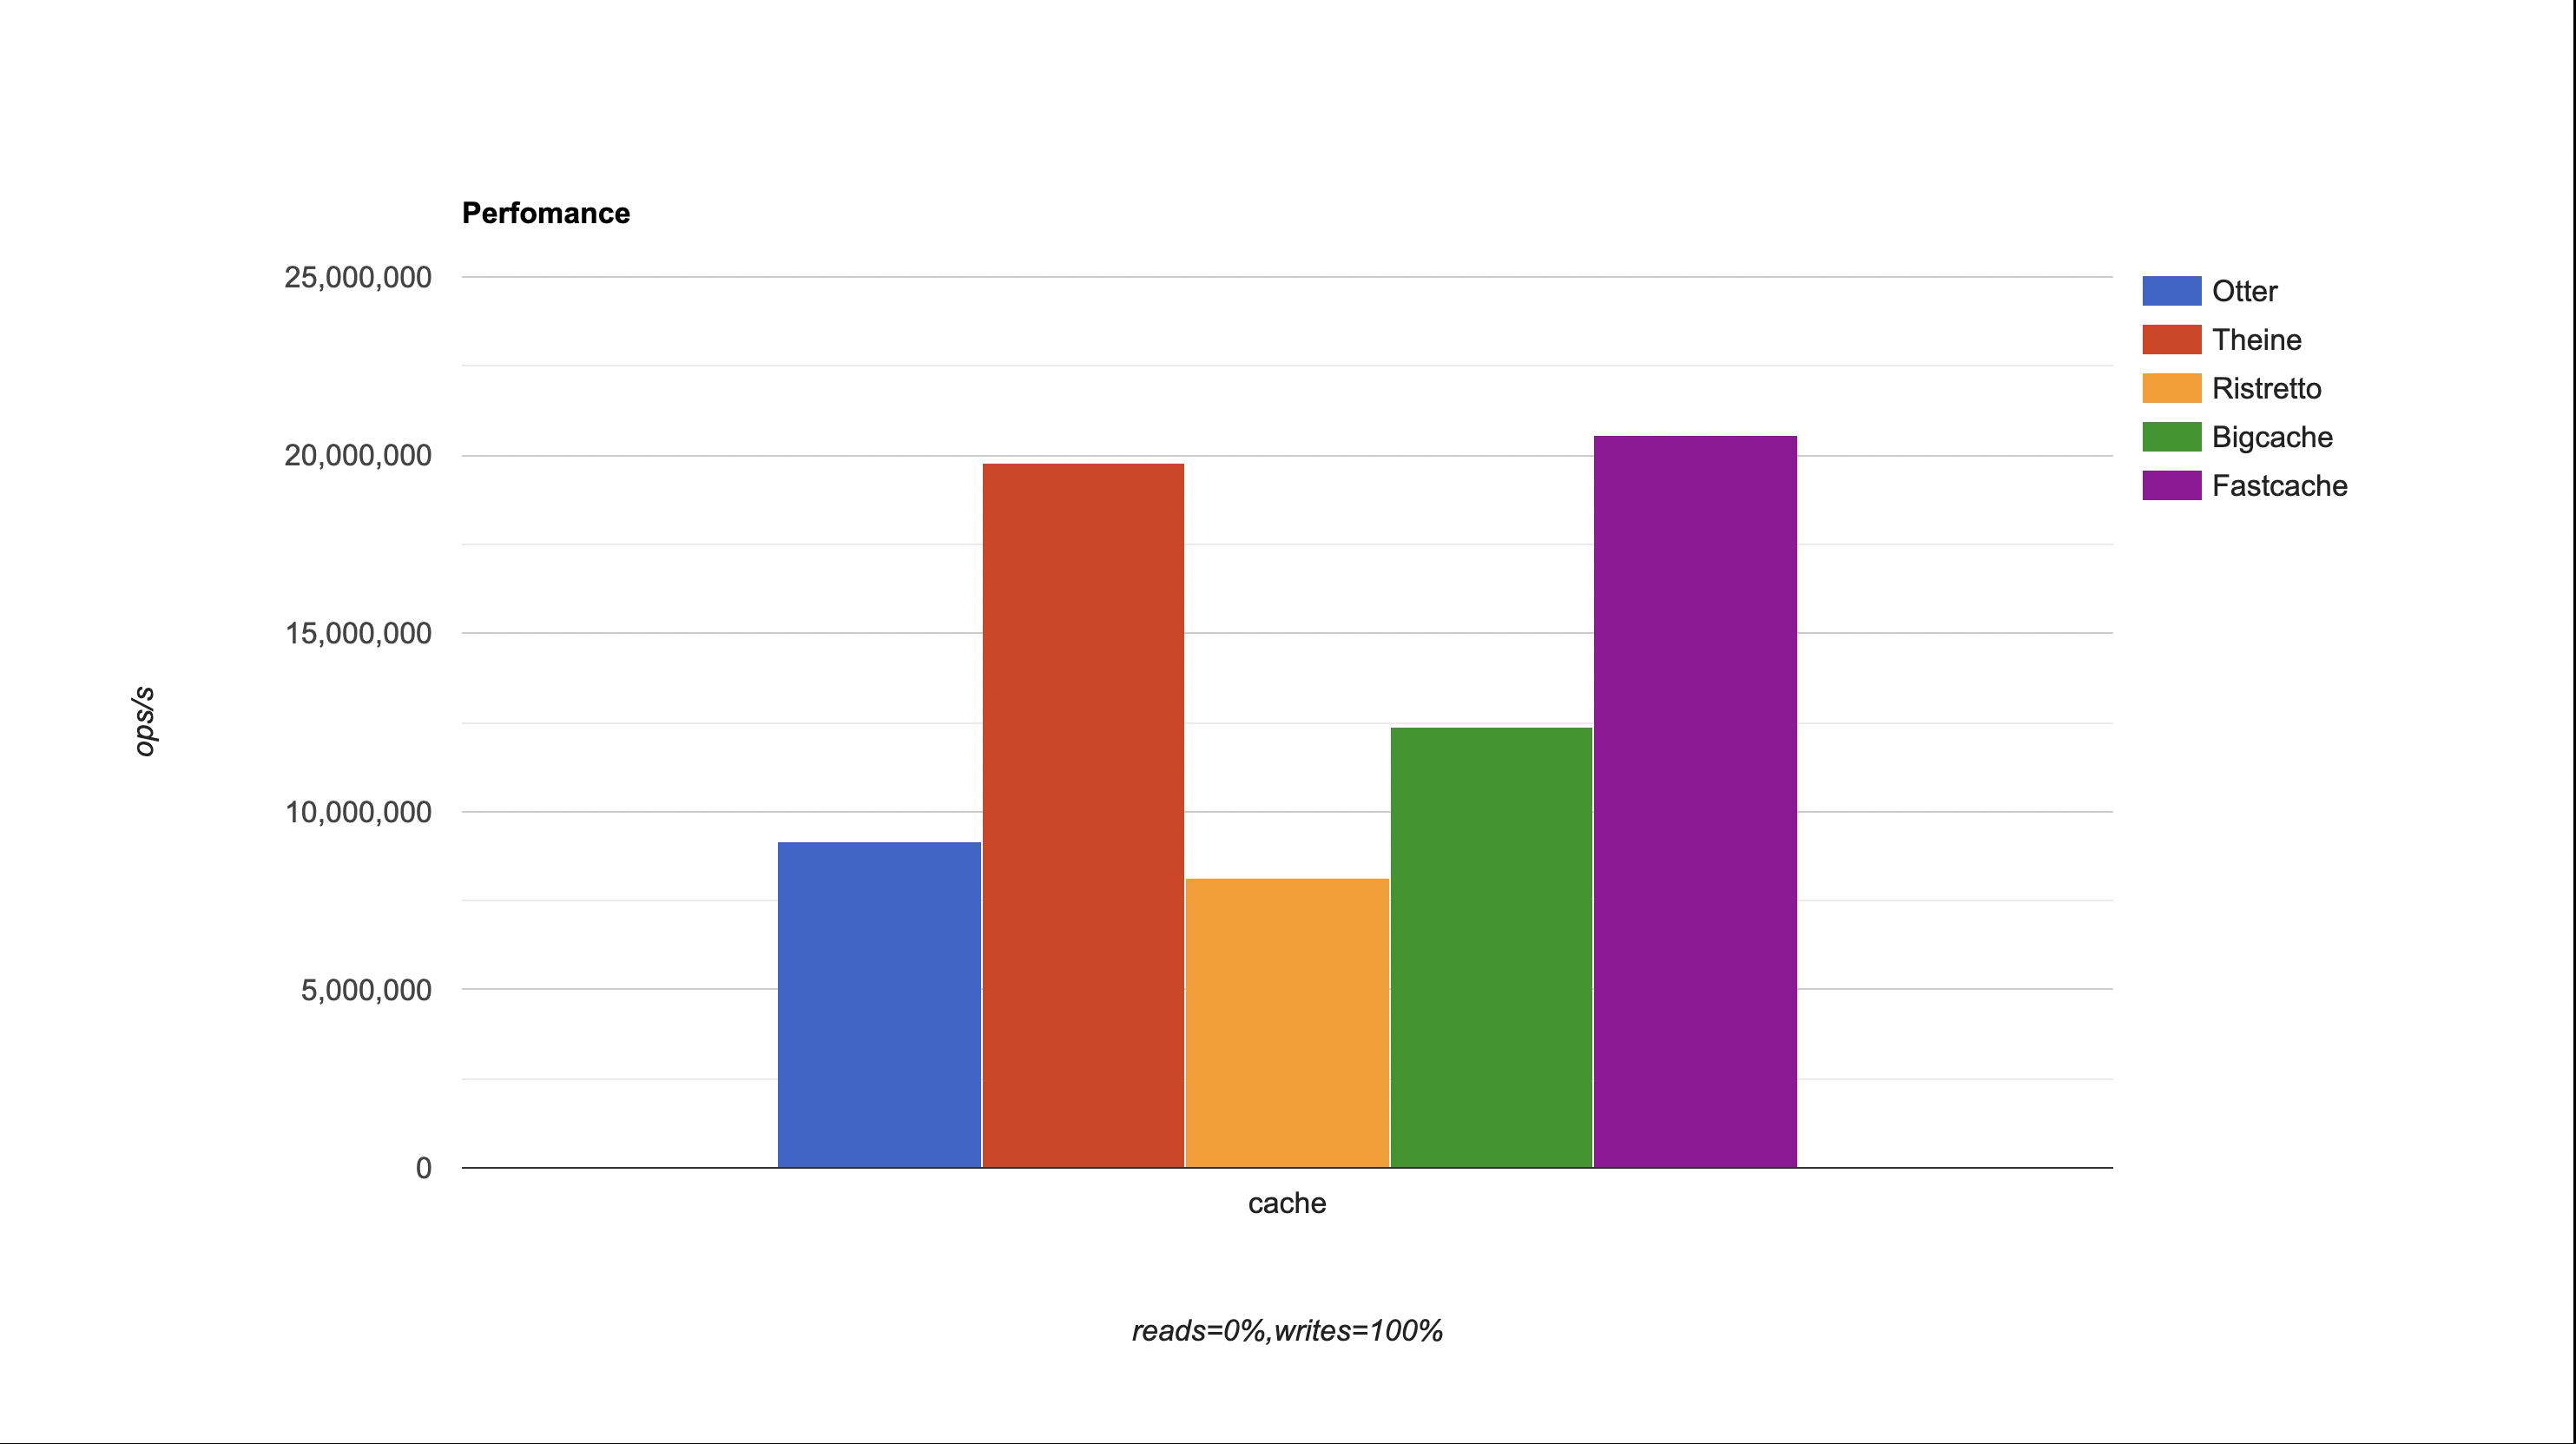 Perfomance
25,000,000
20,000,000
15,000,000
10,000,000
5,000,000
0
ops/s
cache
reads=0%,writes=100%
Otter
Theine
Ristretto
Bigcache
Fastcache